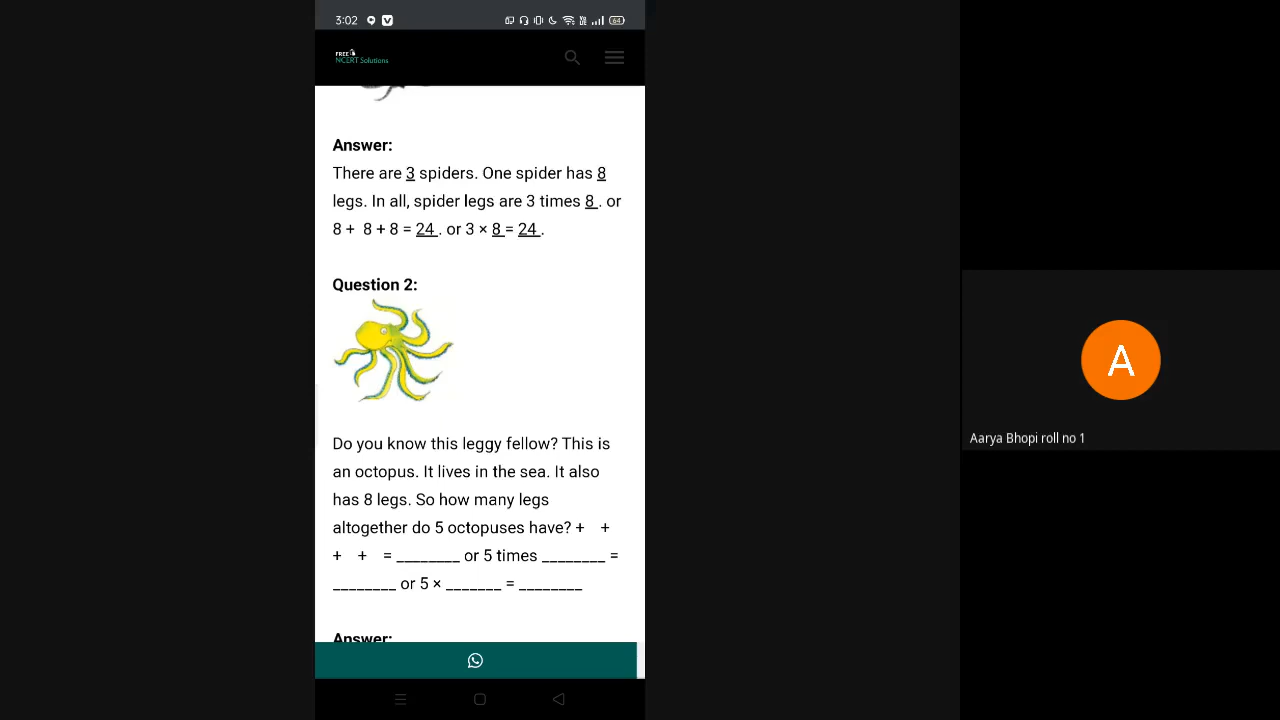 3:02
64
FREE
NCERT Solutions
Answer:
There are 3 spiders. One spider has 8
legs. In all, spider legs are 3 times 8 . or
8 +  8 + 8 = 24 . or 3 × 8 = 24 .
Question 2:
Do you know this leggy fellow? This is
an octopus. It lives in the sea. It also
has 8 legs. So how many legs
altogether do 5 octopuses have? +   +
+   +   = ________ or 5 times ________ =
________ or 5 × _______ = ________
Answer:
A
Aarya Bhopi roll no 1